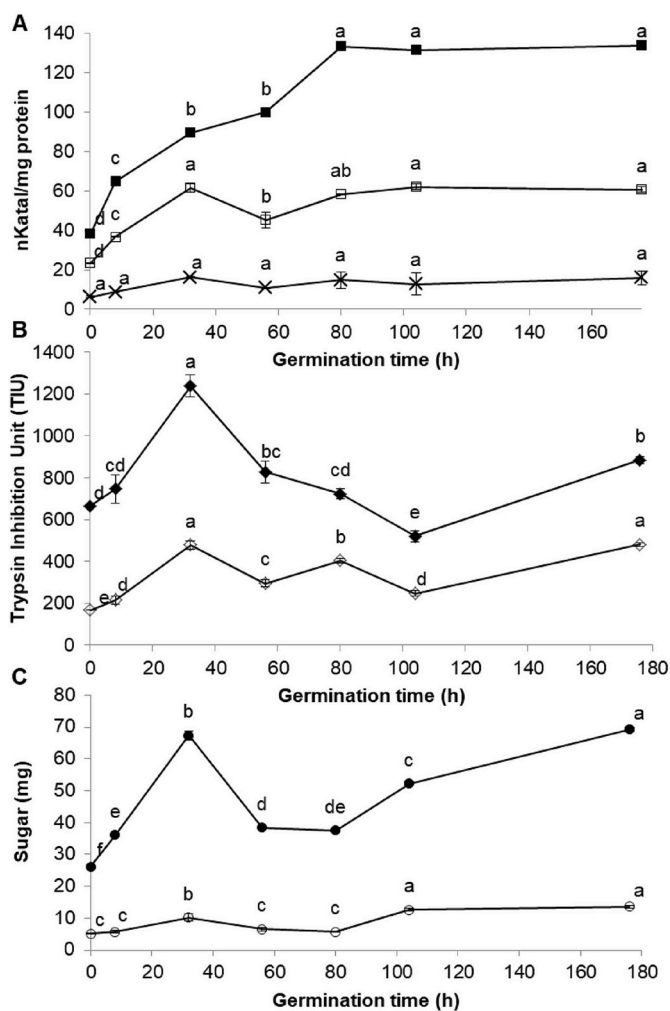 A
nKatal/mg protein
140
120
100
80
60
40
20
0
d c b b a a a
d c a b ab a a
a a a a a a a
0 20 40 60 80 100 120 140 160
Germination time (h)
B
Trypsin Inhibition Unit (TIU)
1400
1200
1000
800
600
400
200
0
d cd a bc cd e b
e d a c b d a
0 20 40 60 80 100 120 140 160 180
Germination time (h)
C
Sugar (mg)
80
70
60
50
40
30
20
10
0
f e b d de c a
c c b c c a a
0 20 40 60 80 100 120 140 160 180
Germination time (h)